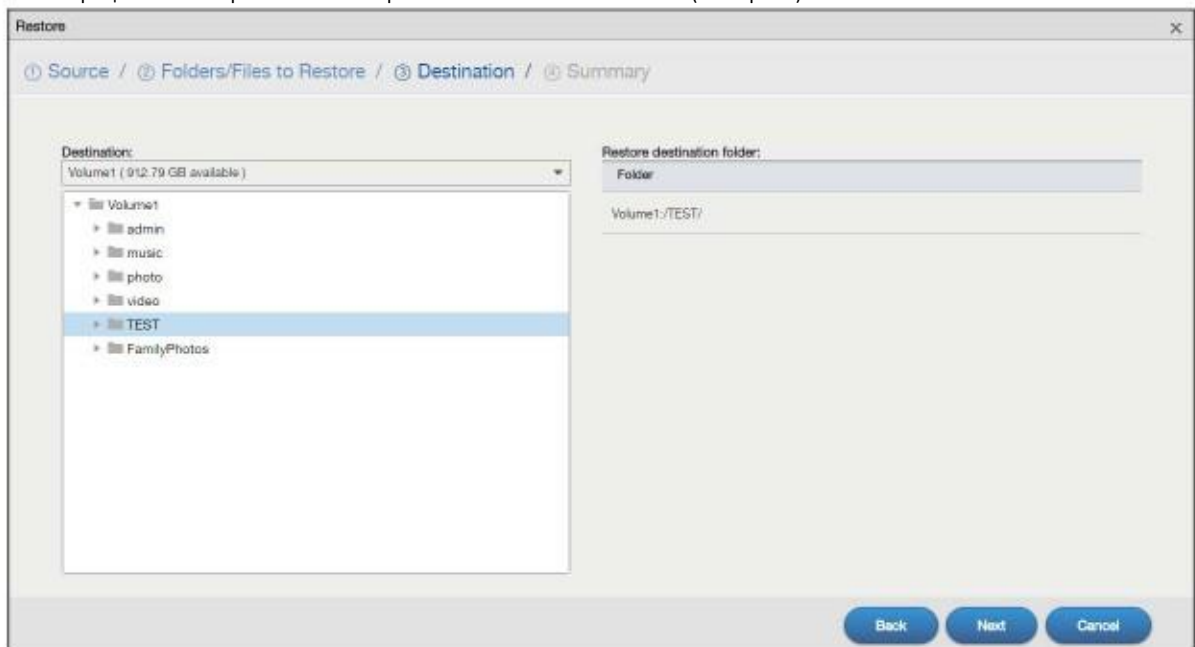 Restore
① Source / ② Folders/Files to Restore / ③ Destination / ④ Summary
Destination:
Volume1 ( 912.79 GB available )
Volume1
admin
music
photo
video
TEST
FamilyPhotos
Restore destination folder:
Folder
Volume1:/TEST/
Back Next Cancel